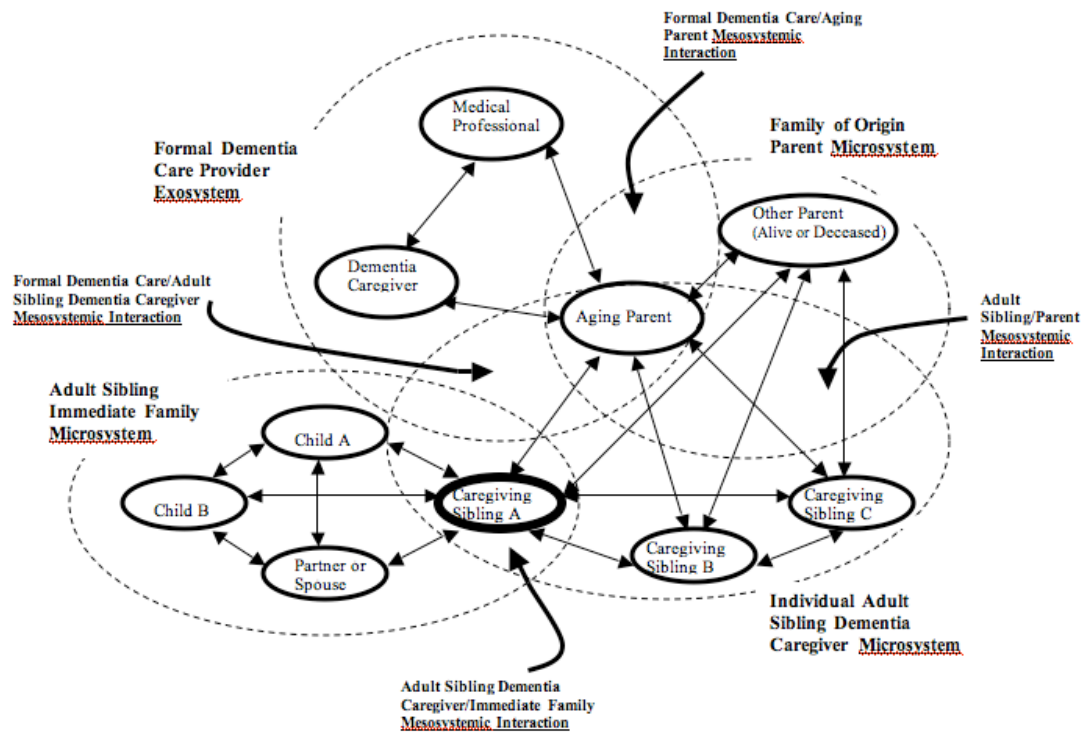 Formal Dementia Care/Aging
Parent Mesosystemic
Interaction
Medical
Professional
Family of Origin
Parent Microsystem
Formal Dementia
Care Provider
Exosystem
Other Parent
(Alive or Deceased)
Dementia
Caregiver
Formal Dementia Care/Adult
Sibling Dementia Caregiver
Mesosystemic Interaction
Aging Parent
Adult
Sibling/Parent
Mesosystemic
Interaction
Adult Sibling
Immediate Family
Microsystem
Child A
Child B
Caregiving
Sibling A
Caregiving
Sibling C
Partner or
Spouse
Caregiving
Sibling B
Individual Adult
Sibling Dementia
Caregiver Microsystem
Adult Sibling Dementia
Caregiver/Immediate Family
Mesosystemic Interaction